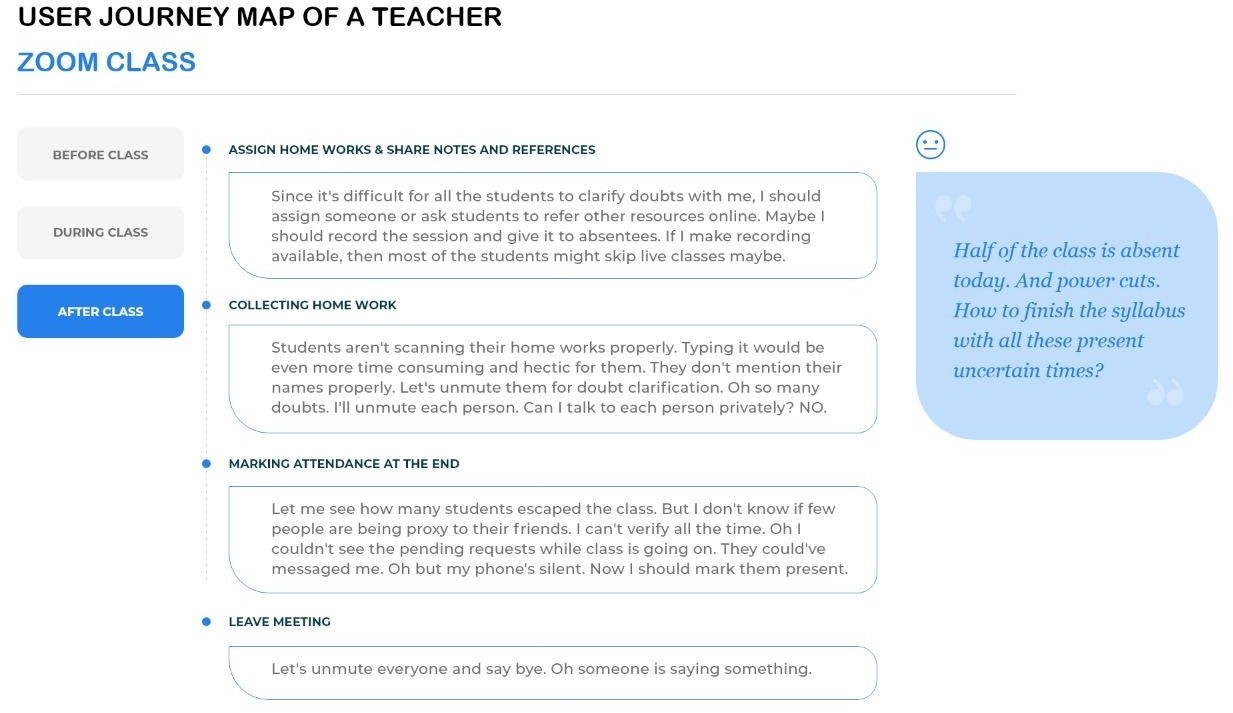 USER JOURNEY MAP OF A TEACHER
ZOOM CLASS
BEFORE CLASS
DURING CLASS
AFTER CLASS
ASSIGN HOME WORKS & SHARE NOTES AND REFERENCES
Since it's difficult for all the students to clarify doubts with me, I should
assign someone or ask students to refer other resources online. Maybe I
should record the session and give it to absentees. If I make recording
available, then most of the students might skip live classes maybe.
COLLECTING HOME WORK
Students aren't scanning their home works properly. Typing it would be
even more time consuming and hectic for them. They don't mention their
names properly. Let's unmute them for doubt clarification. Oh so many
doubts. I'll unmute each person. Can I talk to each person privately? NO.
MARKING ATTENDANCE AT THE END
Let me see how many students escaped the class. But I don't know if few
people are being proxy to their friends. I can't verify all the time. Oh I
couldn't see the pending requests while class is going on. They could've
messaged me. Oh but my phone's silent. Now I should mark them present.
LEAVE MEETING
Let's unmute everyone and say bye. Oh someone is saying something.
“
Half of the class is absent
today. And power cuts.
How to finish the syllabus
with all these present
uncertain times?
”